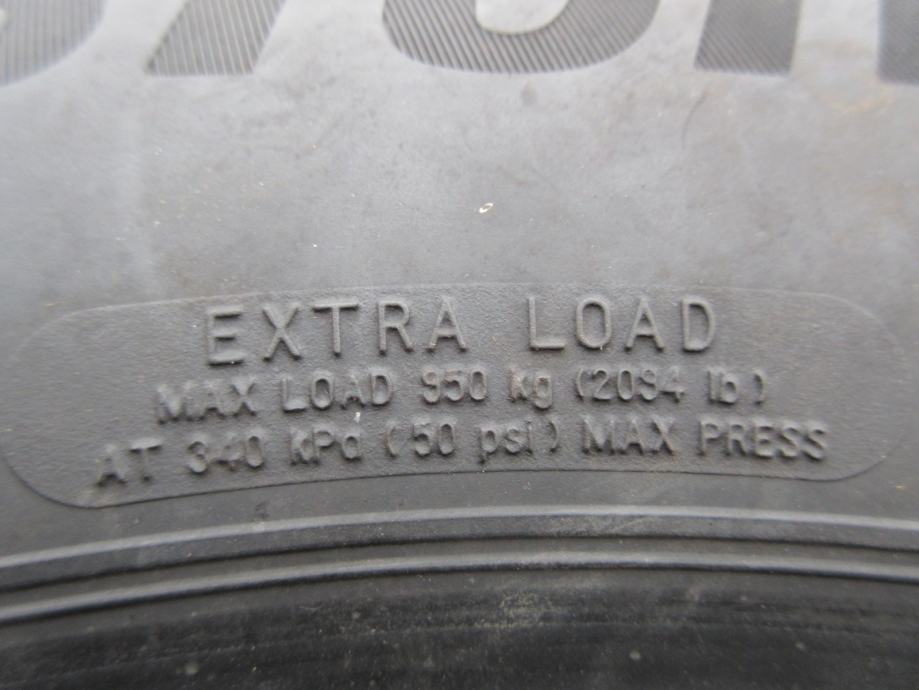 EXTRA LOAD
MAX LOAD 950 kg (2094 lb)
AT 340 kPa (50 psi) MAX PRESS